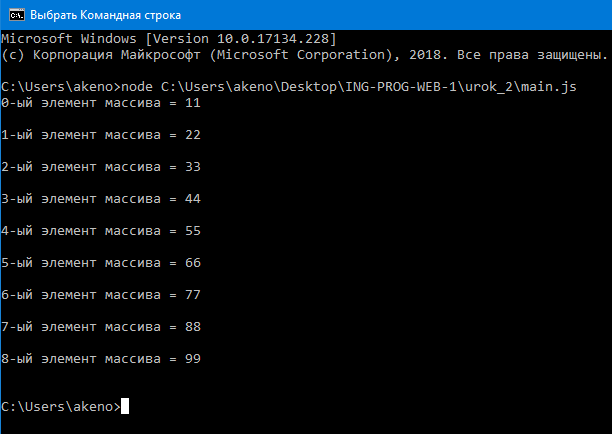 Выбрать Командная строка
Microsoft Windows [Version 10.0.17134.228]
(c) Корпорация Майкрософт (Microsoft Corporation), 2018. Все права защищены.
C:\Users\akeno>node C:\Users\akeno\Desktop\ING-PROG-WEB-1\urok_2\main.js
0-ый элемент массива = 11
1-ый элемент массива = 22
2-ый элемент массива = 33
3-ый элемент массива = 44
4-ый элемент массива = 55
5-ый элемент массива = 66
6-ый элемент массива = 77
7-ый элемент массива = 88
8-ый элемент массива = 99
C:\Users\akeno>